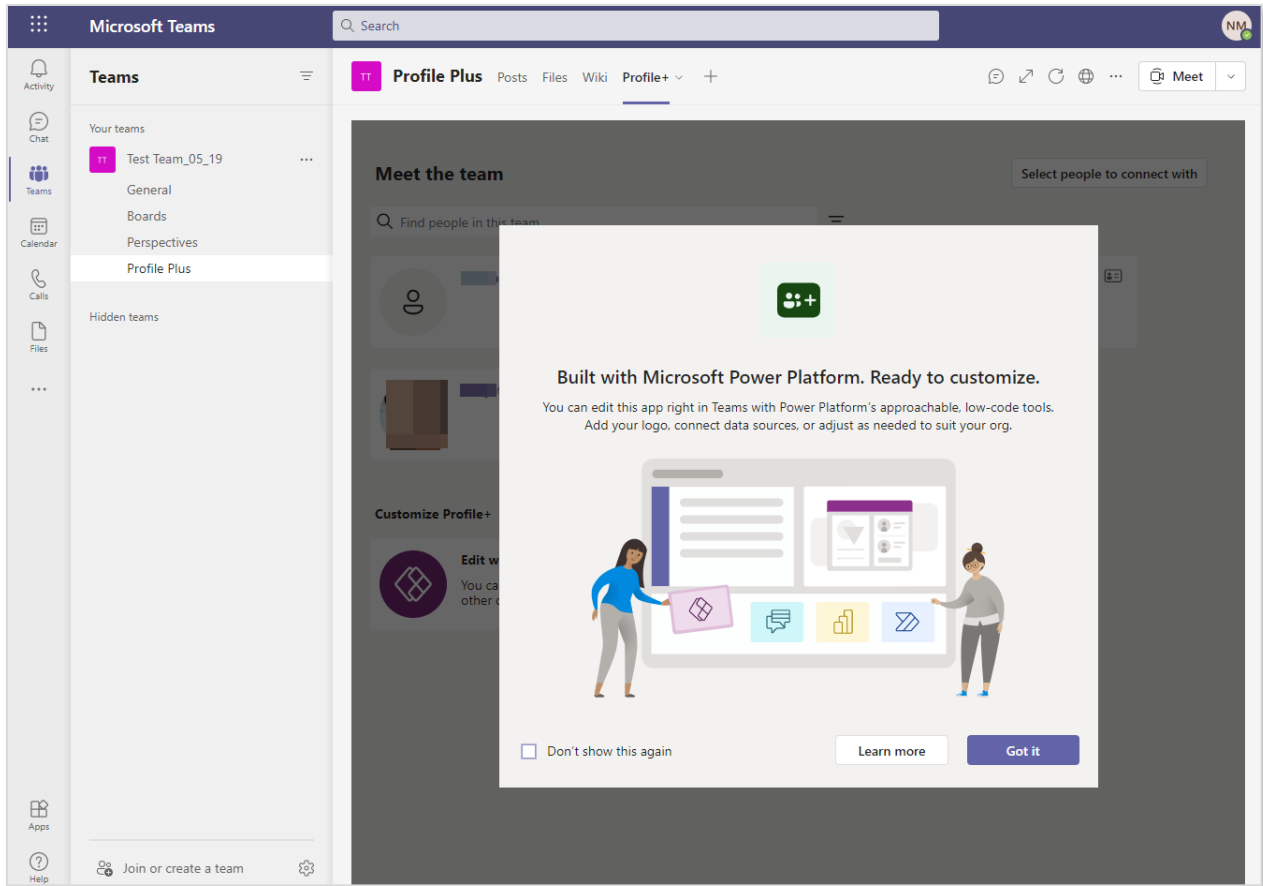 Microsoft Teams
Search
NM
Activity
Chat
Teams
Calendar
Calls
Files
Apps
Help
Teams
Your teams
TT
Test Team_05_19
General
Boards
Perspectives
Profile Plus
Hidden teams
Join or create a team
TT
Profile Plus Posts Files Wiki Profile+
Meet
Meet the team
Select people to connect with
Find people in this team
Customize Profile+
Edit w
You ca
other
Built with Microsoft Power Platform. Ready to customize.
You can edit this app right in Teams with Power Platform's approachable, low-code tools.
Add your logo, connect data sources, or adjust as needed to suit your org.
Don't show this again
Learn more
Got it